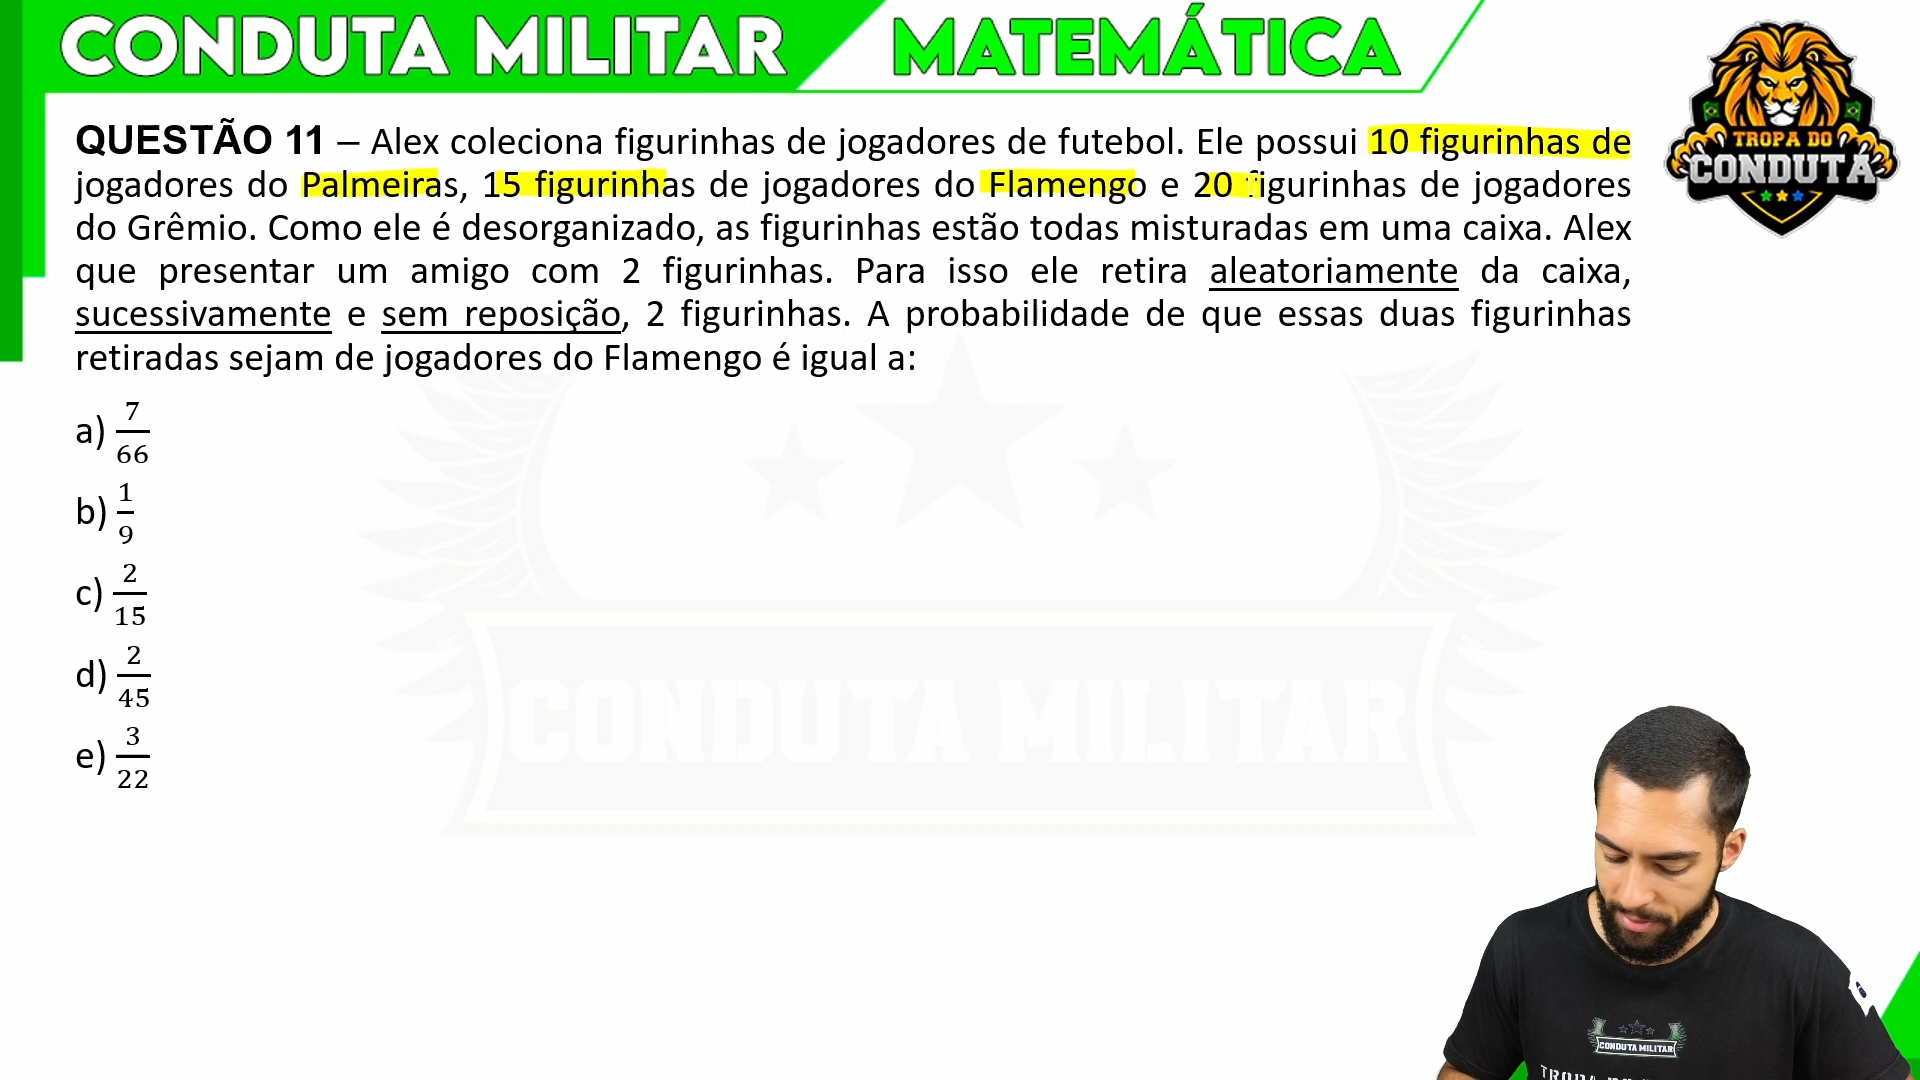 CONDUTA MILITAR MATEMÁTICA
TROPA DO
CONDUTA
QUESTÃO 11 – Alex coleciona figurinhas de jogadores de futebol. Ele possui 10 figurinhas de
jogadores do Palmeiras, 15 figurinhas de jogadores do Flamengo e 20 figurinhas de jogadores
do Grêmio. Como ele é desorganizado, as figurinhas estão todas misturadas em uma caixa. Alex
que presentar um amigo com 2 figurinhas. Para isso ele retira aleatoriamente da caixa,
sucessivamente e sem reposição, 2 figurinhas. A probabilidade de que essas duas figurinhas
retiradas sejam de jogadores do Flamengo é igual a:
a) 7/66
b) 1/9
c) 2/15
d) 2/45
e) 3/22
CONDUTA MILITAR
CONDUTA MILITAR